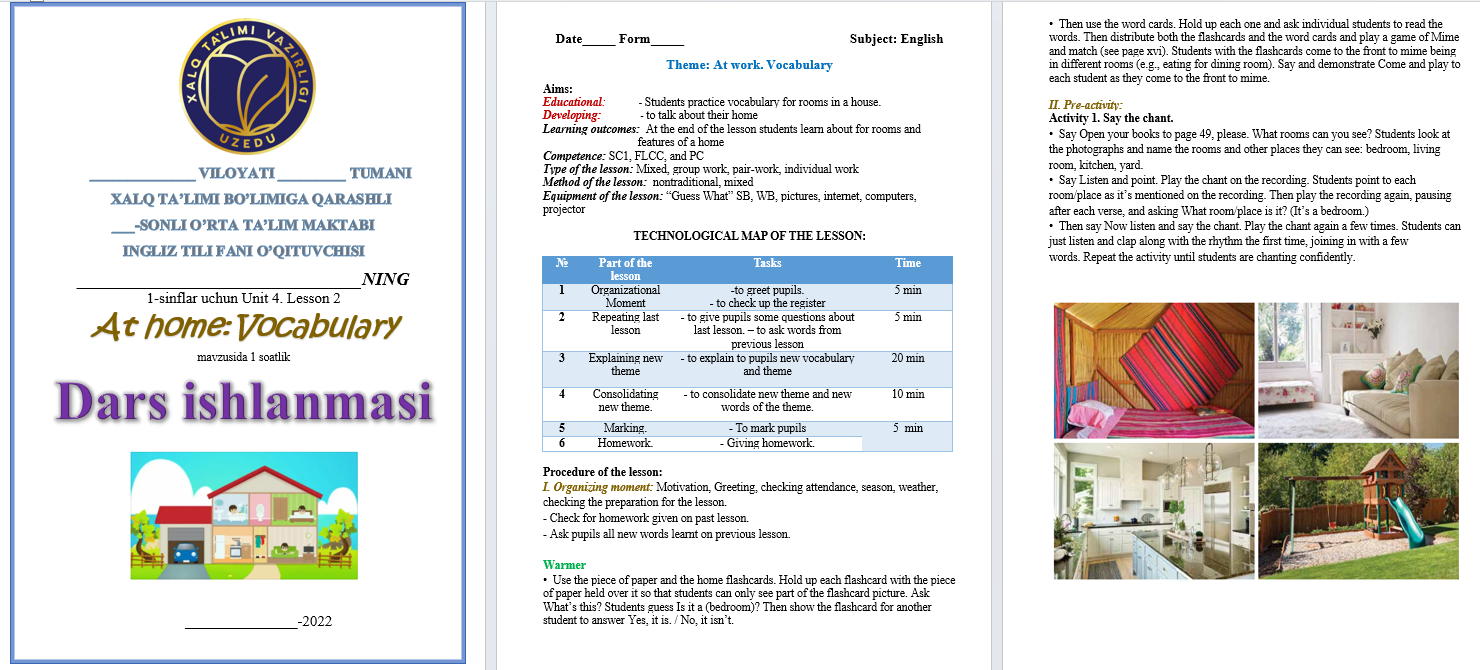 XALQ TA'LIMI VAZIRLIGI
UZEDU
______________ VILOYATI _________ TUMANI
XALQ TA’LIMI BO’LIMIGA QARASHLI
___-SONLI O’RTA TA’LIM MAKTABI
INGLIZ TILI FANI O’QITUVCHISI
________________________________NING
1-sinflar uchun Unit 4. Lesson 2
At home: Vocabulary
mavzusida 1 soatlik
Dars ishlanmasi
________________-2022
Date_____ Form_____ Subject: English
Theme: At work. Vocabulary
Aims:
Educational: - Students practice vocabulary for rooms in a house.
Developing: - to talk about their home
Learning outcomes: At the end of the lesson students learn about for rooms and
features of a home
Competence: SC1, FLCC, and PC
Type of the lesson: Mixed, group work, pair-work, individual work
Method of the lesson: nontraditional, mixed
Equipment of the lesson: “Guess What” SB, WB, pictures, internet, computers,
projector
TECHNOLOGICAL MAP OF THE LESSON:
№ Part of the Tasks Time
lesson
1 Organizational -to greet pupils. 5 min
Moment - to check up the register
2 Repeating last - to give pupils some questions about 5 min
lesson last lesson. – to ask words from
previous lesson
3 Explaining new - to explain to pupils new vocabulary 20 min
theme and theme
4 Consolidating - to consolidate new theme and new 10 min
new theme. words of the theme.
5 Marking. - To mark pupils 5 min
6 Homework. - Giving homework.
Procedure of the lesson:
I. Organizing moment: Motivation, Greeting, checking attendance, season, weather,
checking the preparation for the lesson.
- Check for homework given on past lesson.
- Ask pupils all new words learnt on previous lesson.
Warmer
• Use the piece of paper and the home flashcards. Hold up each flashcard with the piece
of paper held over it so that students can only see part of the flashcard picture. Ask
What’s this? Students guess Is it a (bedroom)? Then show the flashcard for another
student to answer Yes, it is. / No, it isn’t.
• Then use the word cards. Hold up each one and ask individual students to read the
words. Then distribute both the flashcards and the word cards and play a game of Mime
and match (see page xvi). Students with the flashcards come to the front to mime being
in different rooms (e.g., eating for dining room). Say and demonstrate Come and play to
each student as they come to the front to mime.
II. Pre-activity:
Activity 1. Say the chant.
• Say Open your books to page 49, please. What rooms can you see? Students look at
the photographs and name the rooms and other places they can see: bedroom, living
room, kitchen, yard.
• Say Listen and point. Play the chant on the recording. Students point to each
room/place as it’s mentioned on the recording. Then play the recording again, pausing
after each verse, and asking What room/place is it? (It’s a bedroom.)
• Then say Now listen and say the chant. Play the chant again a few times. Students can
just listen and clap along with the rhythm the first time, joining in with a few
words. Repeat the activity until students are chanting confidently.